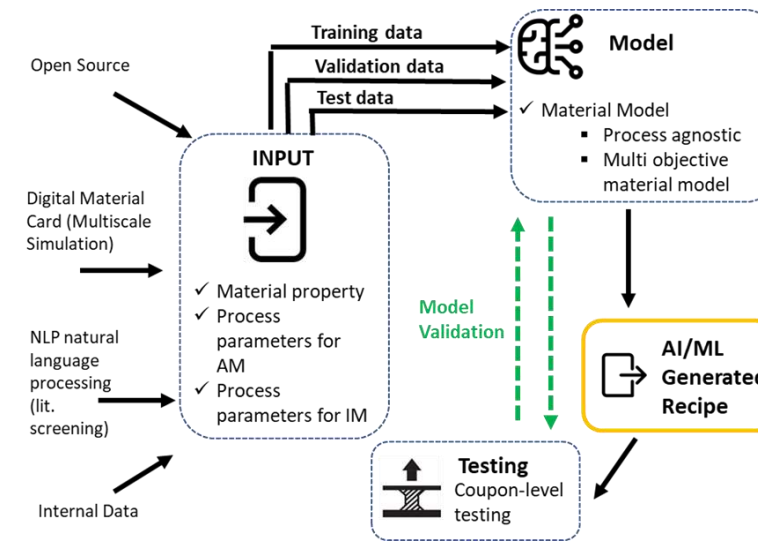 Training data
Validation data
Test data
Open Source
Digital Material
Card (Multiscale
Simulation)
NLP natural
language
processing
(lit.
screening)
Internal Data
INPUT
✓ Material property
✓ Process
parameters for
AM
✓ Process
parameters for IM
Model
✓ Material Model
▪ Process agnostic
▪ Multi objective
material model
Model
Validation
AI/ML
Generated
Recipe
Testing
Coupon-level
testing